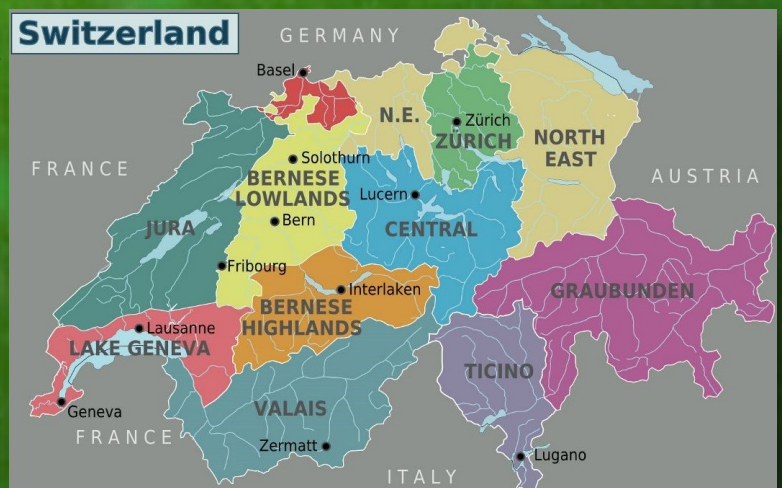 Switzerland
GERMANY
Basel
N.E.
Zürich
ZÜRICH
NORTH
EAST
FRANCE
Solothurn
BERNESE
LOWLANDS
AUSTRIA
Lucern
JURA
Bern
CENTRAL
Fribourg
Interlaken
GRAUBUNDEN
BERNESE
HIGHLANDS
Lausanne
LAKE GENEVA
TICINO
Geneva
VALAIS
FRANCE
Zermatt
Lugano
ITALY